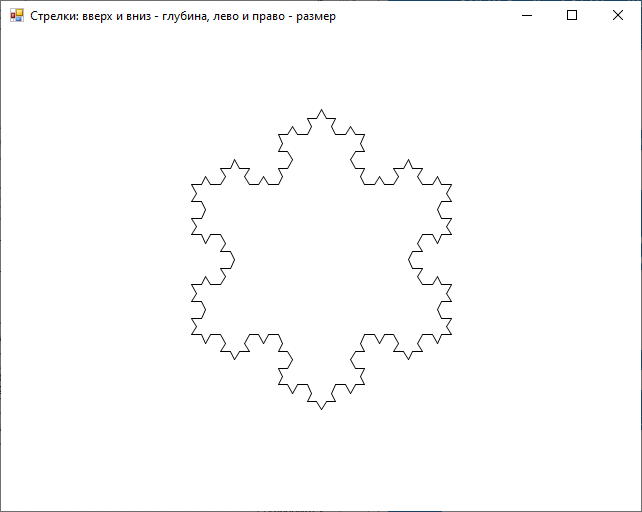 Стрелки: вверх и вниз - глубина, лево и право - размер